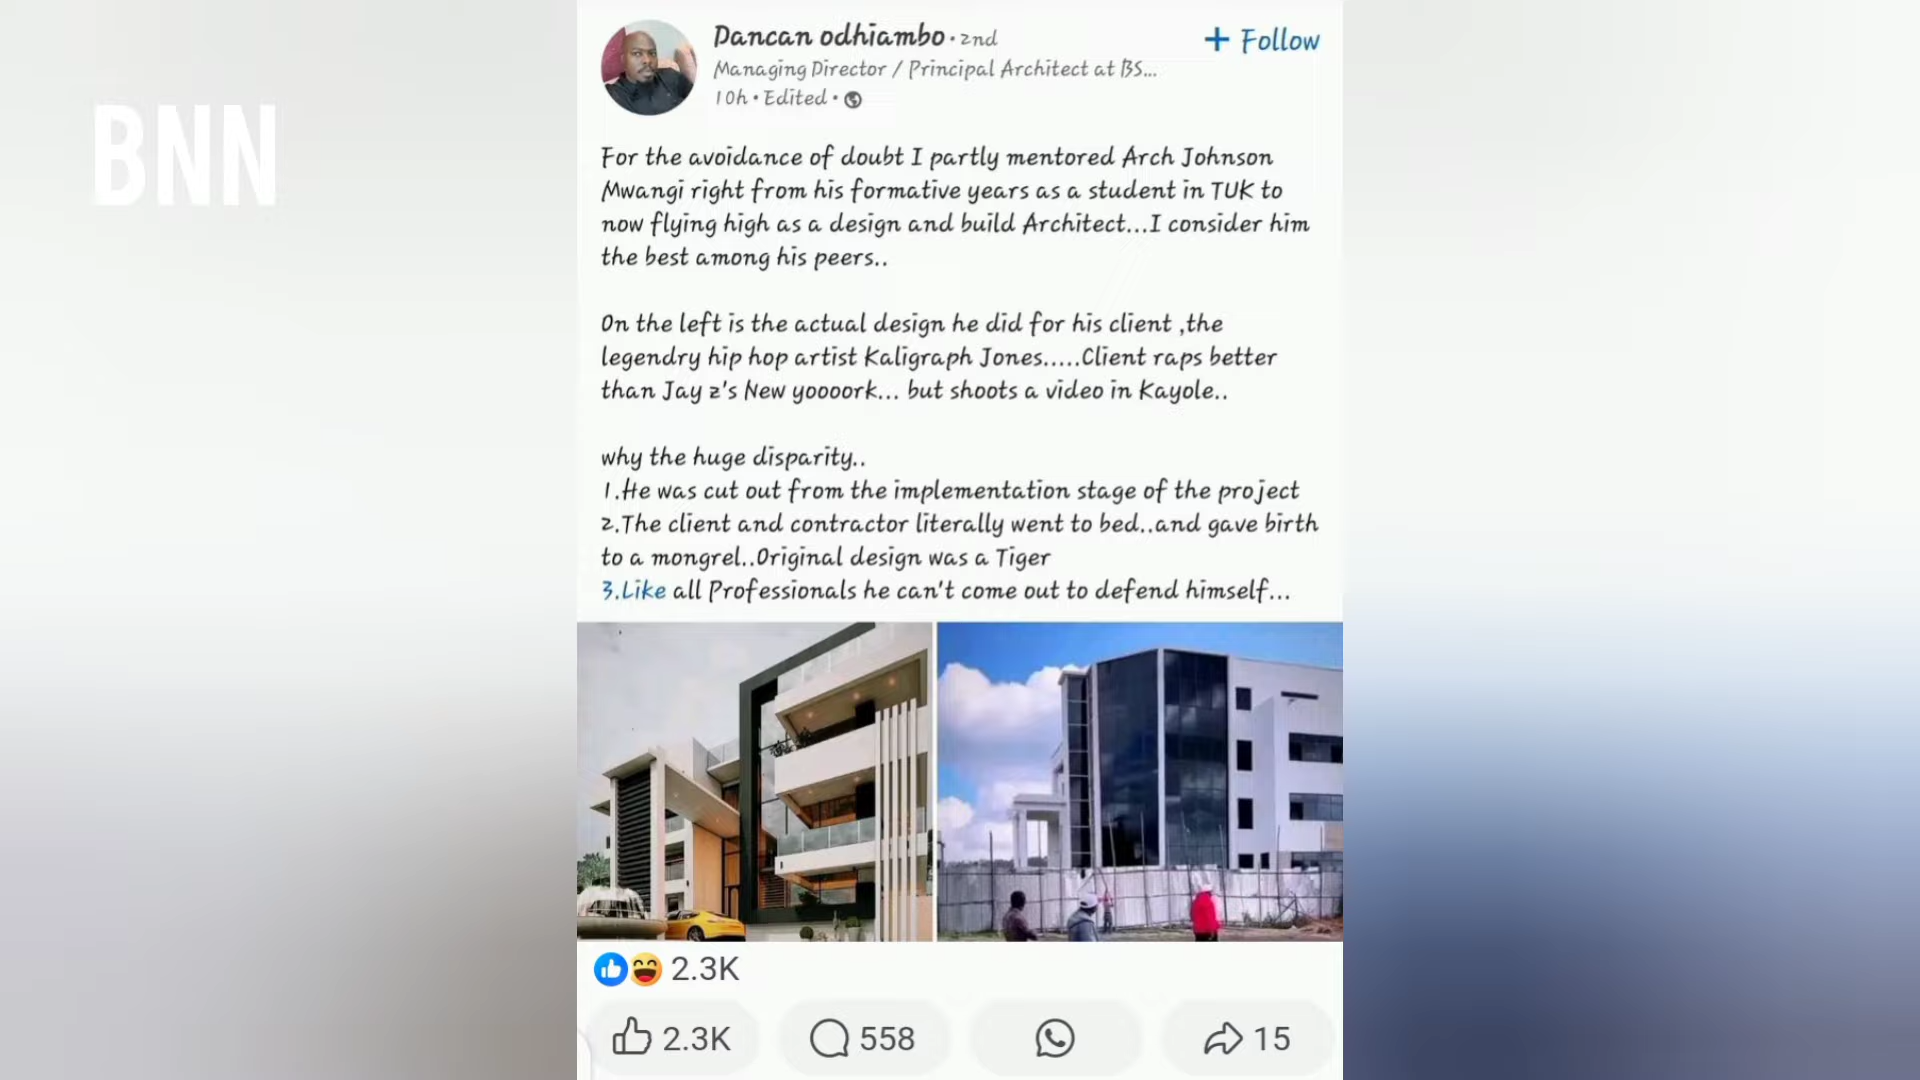 BNN
Dancan odhiambo • 2nd
+ Follow
Managing Director / Principal Architect at BS...
10h • Edited •
For the avoidance of doubt I partly mentored Arch Johnson
Mwangi right from his formative years as a student in TUK to
now flying high as a design and build Architect...I consider him
the best among his peers..
On the left is the actual design he did for his client ,the
legendry hip hop artist Kaligraph Jones.....Client raps better
than Jay z's New yoooork... but shoots a video in Kayole..
why the huge disparity..
1.He was cut out from the implementation stage of the project
2.The client and contractor literally went to bed..and gave birth
to a mongrel..Original design was a Tiger
3.Like all Professionals he can't come out to defend himself...
2.3K
2.3K
558
15